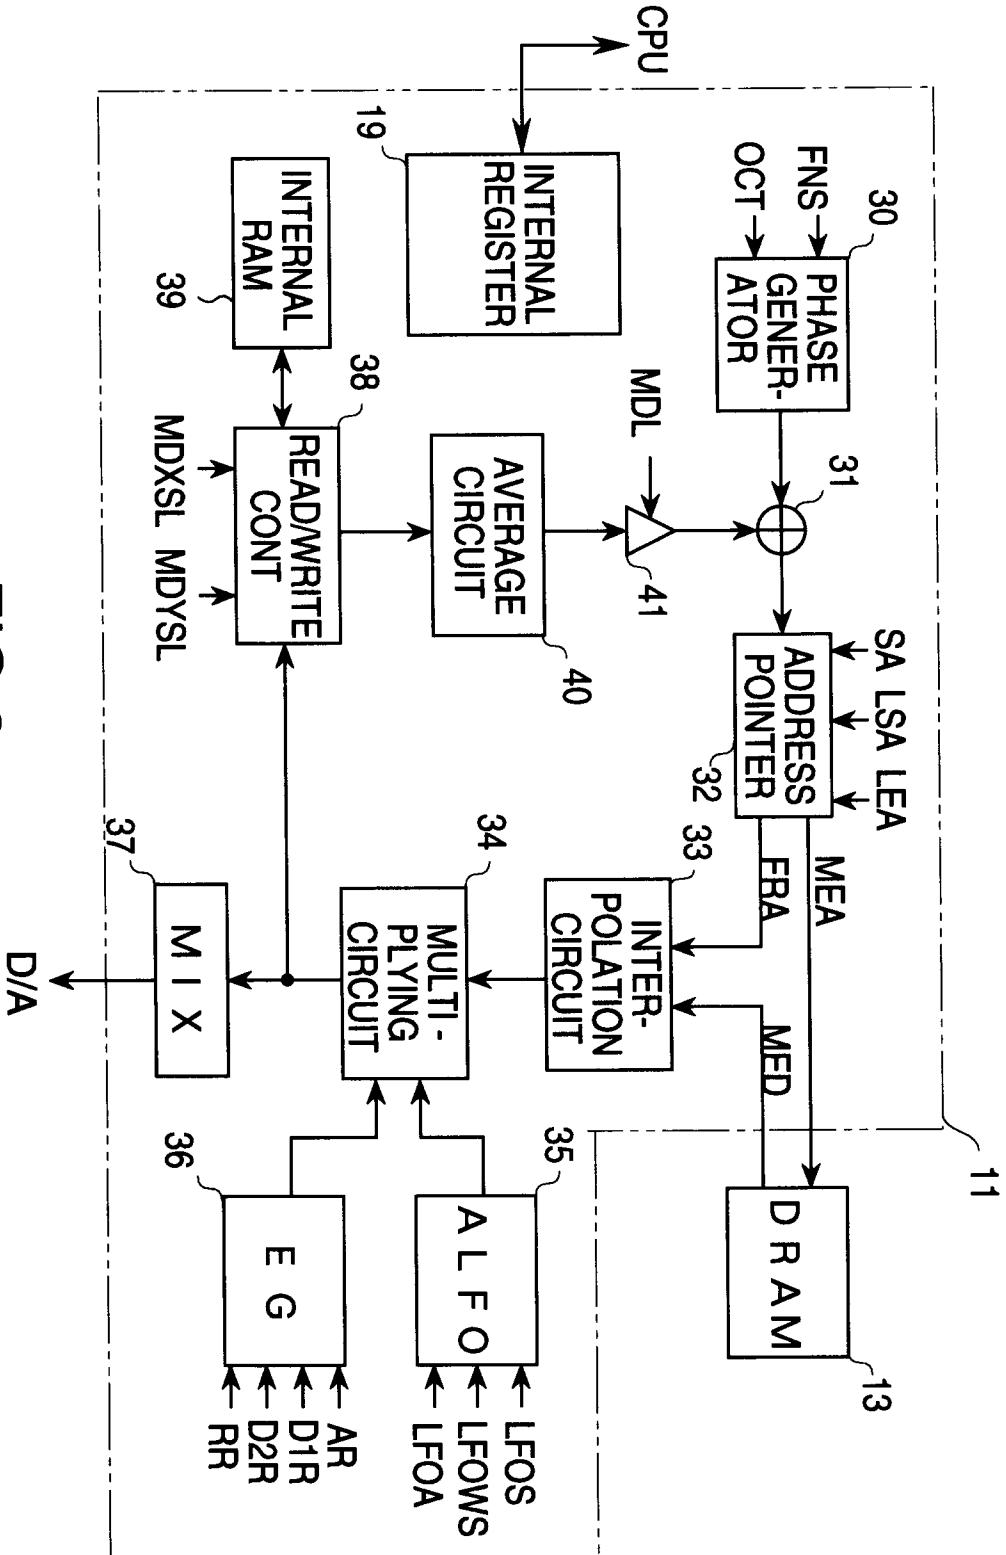 CPU
11
FNS
OCT
30
PHASE
GENER-
ATOR
31
SA LSA LEA
ADDRESS
POINTER
32
MEA
FRA
MED
DRAM
13
19
INTERNAL
REGISTER
MDL
41
33
INTER-
POLATION
CIRCUIT
AVERAGE
CIRCUIT
40
34
MULTI-
PLYING
CIRCUIT
35
ALFO
LFOS
LFOWS
LFOA
INTERNAL
RAM
39
38
READ/WRITE
CONT
MDXSL MDYSL
37
MIX
36
EG
AR
D1R
D2R
RR
D/A